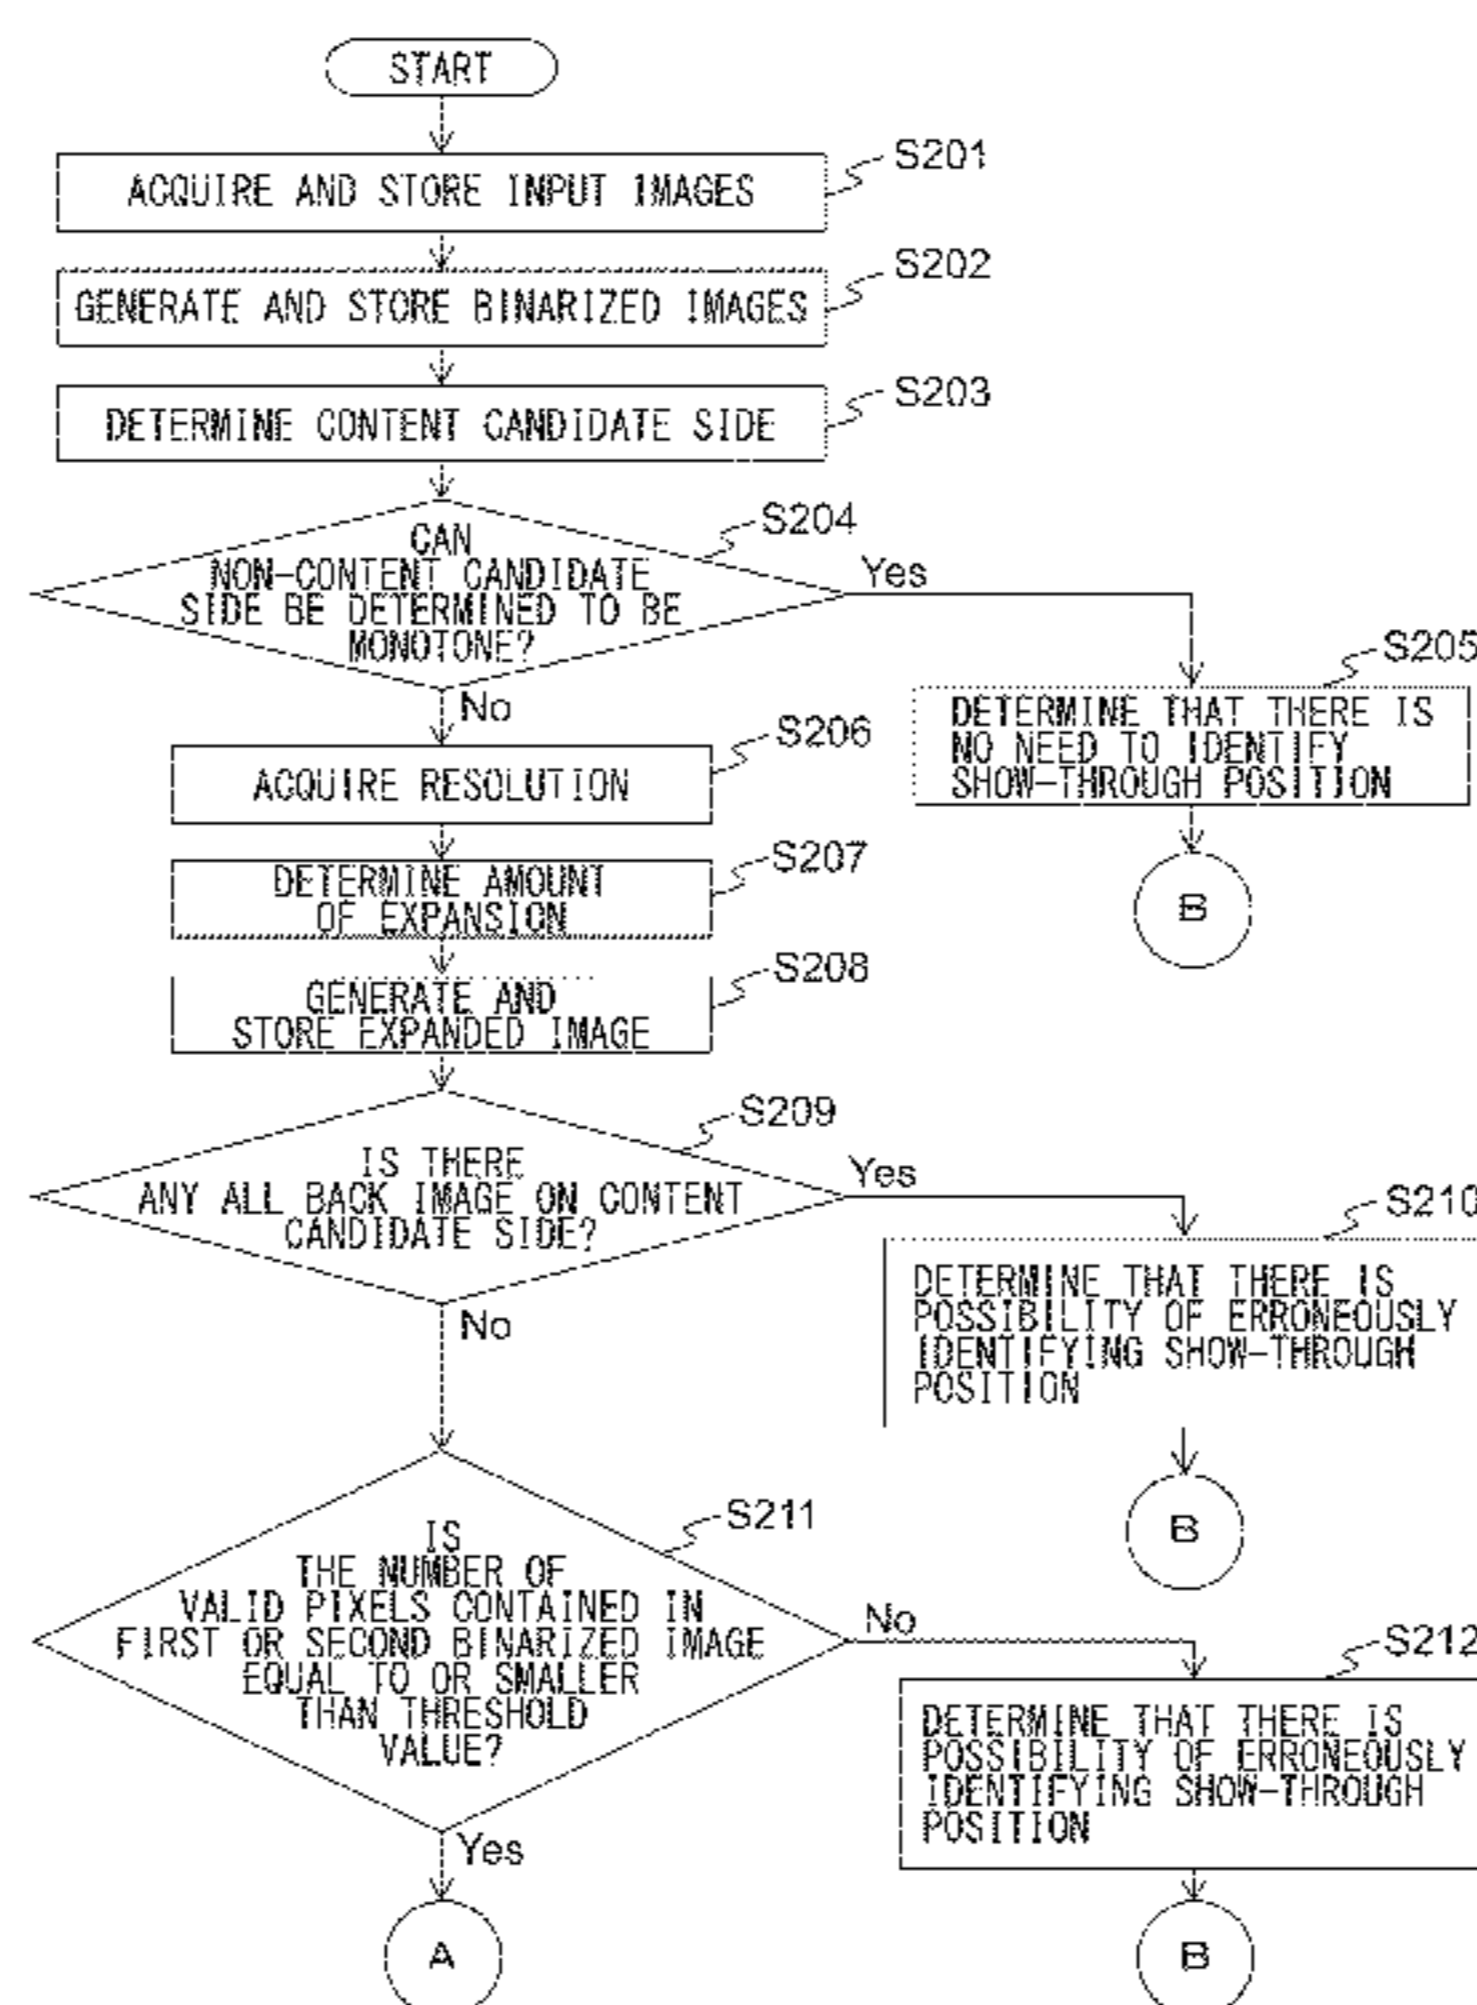 START
ACQUIRE AND STORE INPUT IMAGES
S201
GENERATE AND STORE BINARIZED IMAGES
S202
DETERMINE CONTENT CANDIDATE SIDE
S203
CAN
NON-CONTENT CANDIDATE
SIDE BE DETERMINED TO BE
MONOTONE?
S204
Yes
No
S205
DETERMINE THAT THERE IS
NO NEED TO IDENTIFY
SHOW-THROUGH POSITION
B
ACQUIRE RESOLUTION
S206
DETERMINE AMOUNT
OF EXPANSION
S207
GENERATE AND
STORE EXPANDED IMAGE
S208
IS THERE
ANY ALL BACK IMAGE ON CONTENT
CANDIDATE SIDE?
S209
Yes
No
S210
DETERMINE THAT THERE IS
POSSIBILITY OF ERRONEOUSLY
IDENTIFYING SHOW-THROUGH
POSITION
B
IS
THE NUMBER OF
VALID PIXELS CONTAINED IN
FIRST OR SECOND BINARIZED IMAGE
EQUAL TO OR SMALLER
THAN THRESHOLD
VALUE?
S211
No
Yes
S212
DETERMINE THAT THERE IS
POSSIBILITY OF ERRONEOUSLY
IDENTIFYING SHOW-THROUGH
POSITION
A
B